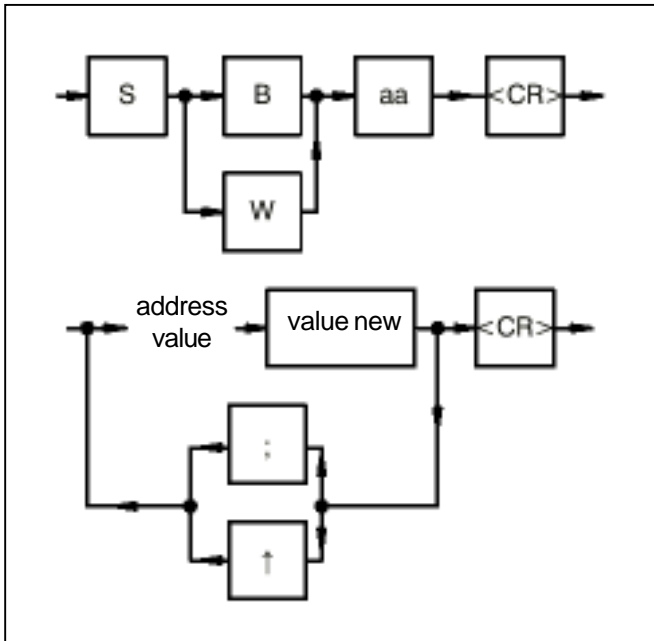 S B aa <CR>
W
address
value
value new <CR>
;
↑